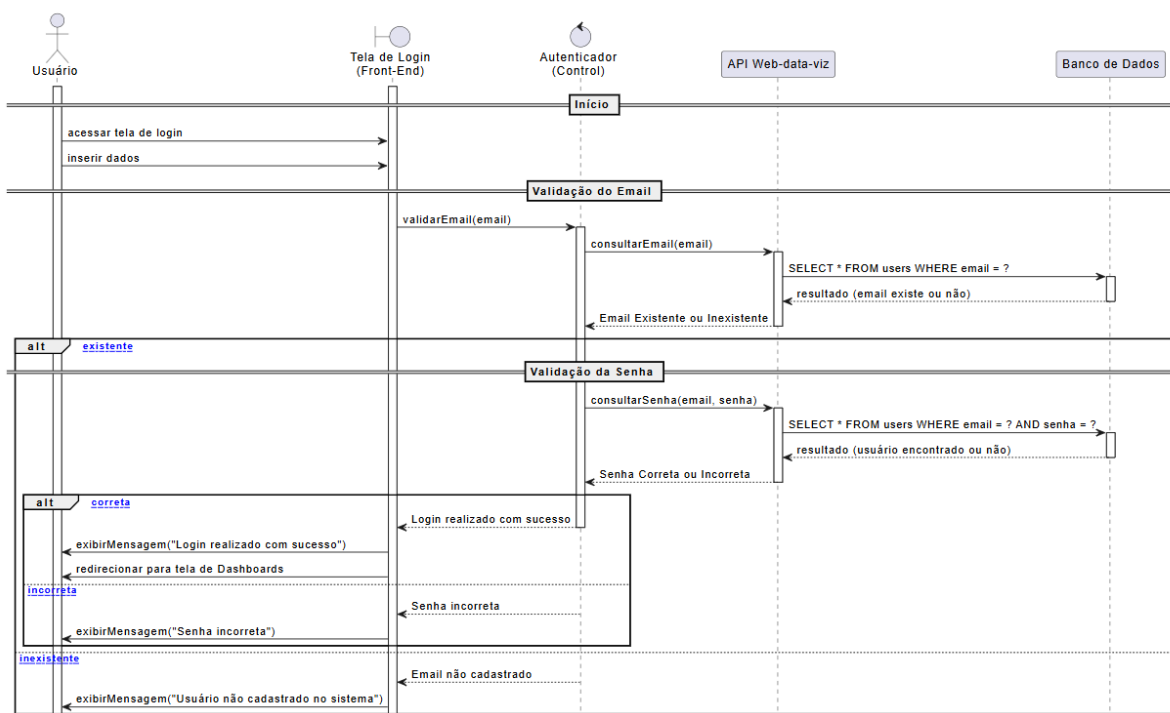 Usuário
Tela de Login
(Front-End)
Autenticador
(Control)
API Web-data-viz
Banco de Dados
Início
acessar tela de login
inserir dados
Validação do Email
validarEmail(email)
consultarEmail(email)
SELECT * FROM users WHERE email = ?
resultado (email existe ou não)
Email Existente ou Inexistente
alt
existente
Validação da Senha
consultarSenha(email, senha)
SELECT * FROM users WHERE email = ? AND senha = ?
resultado (usuário encontrado ou não)
Senha Correta ou Incorreta
alt
correta
Login realizado com sucesso
exibirMensagem("Login realizado com sucesso")
redirecionar para tela de Dashboards
incorreta
Senha incorreta
exibirMensagem("Senha incorreta")
inexistente
Email não cadastrado
exibirMensagem("Usuário não cadastrado no sistema")